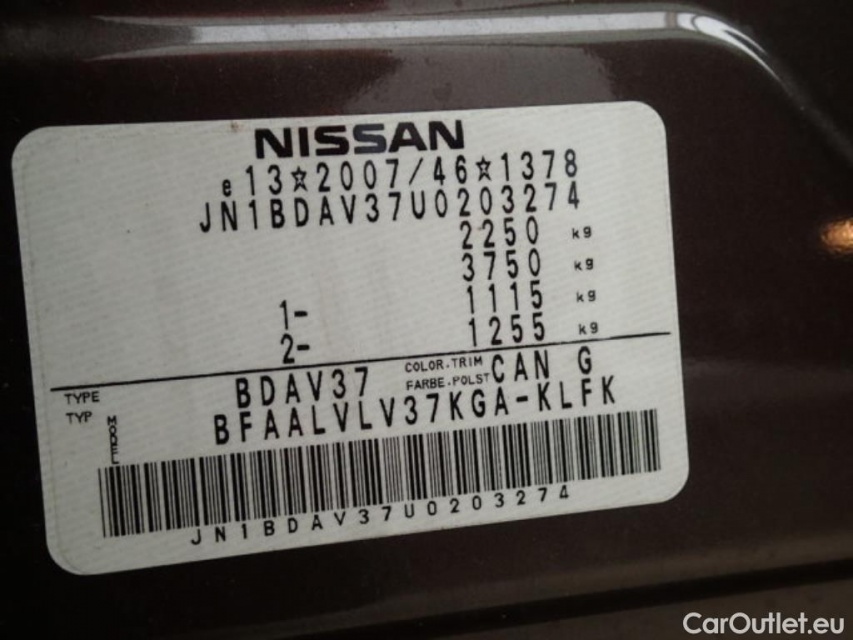 NISSAN
e13☆2007/46☆1378
JN1BDAV37U0203274
2250 kg
3750 kg
1- 1115 kg
2- 1255 kg
TYPE BDAV37 COLOR.TRIM CAN G
TYP FARBE.POLST
MODEL BFAALVLV37KGA-KLFK
JN1BDAV37U0203274
CarOutlet.eu